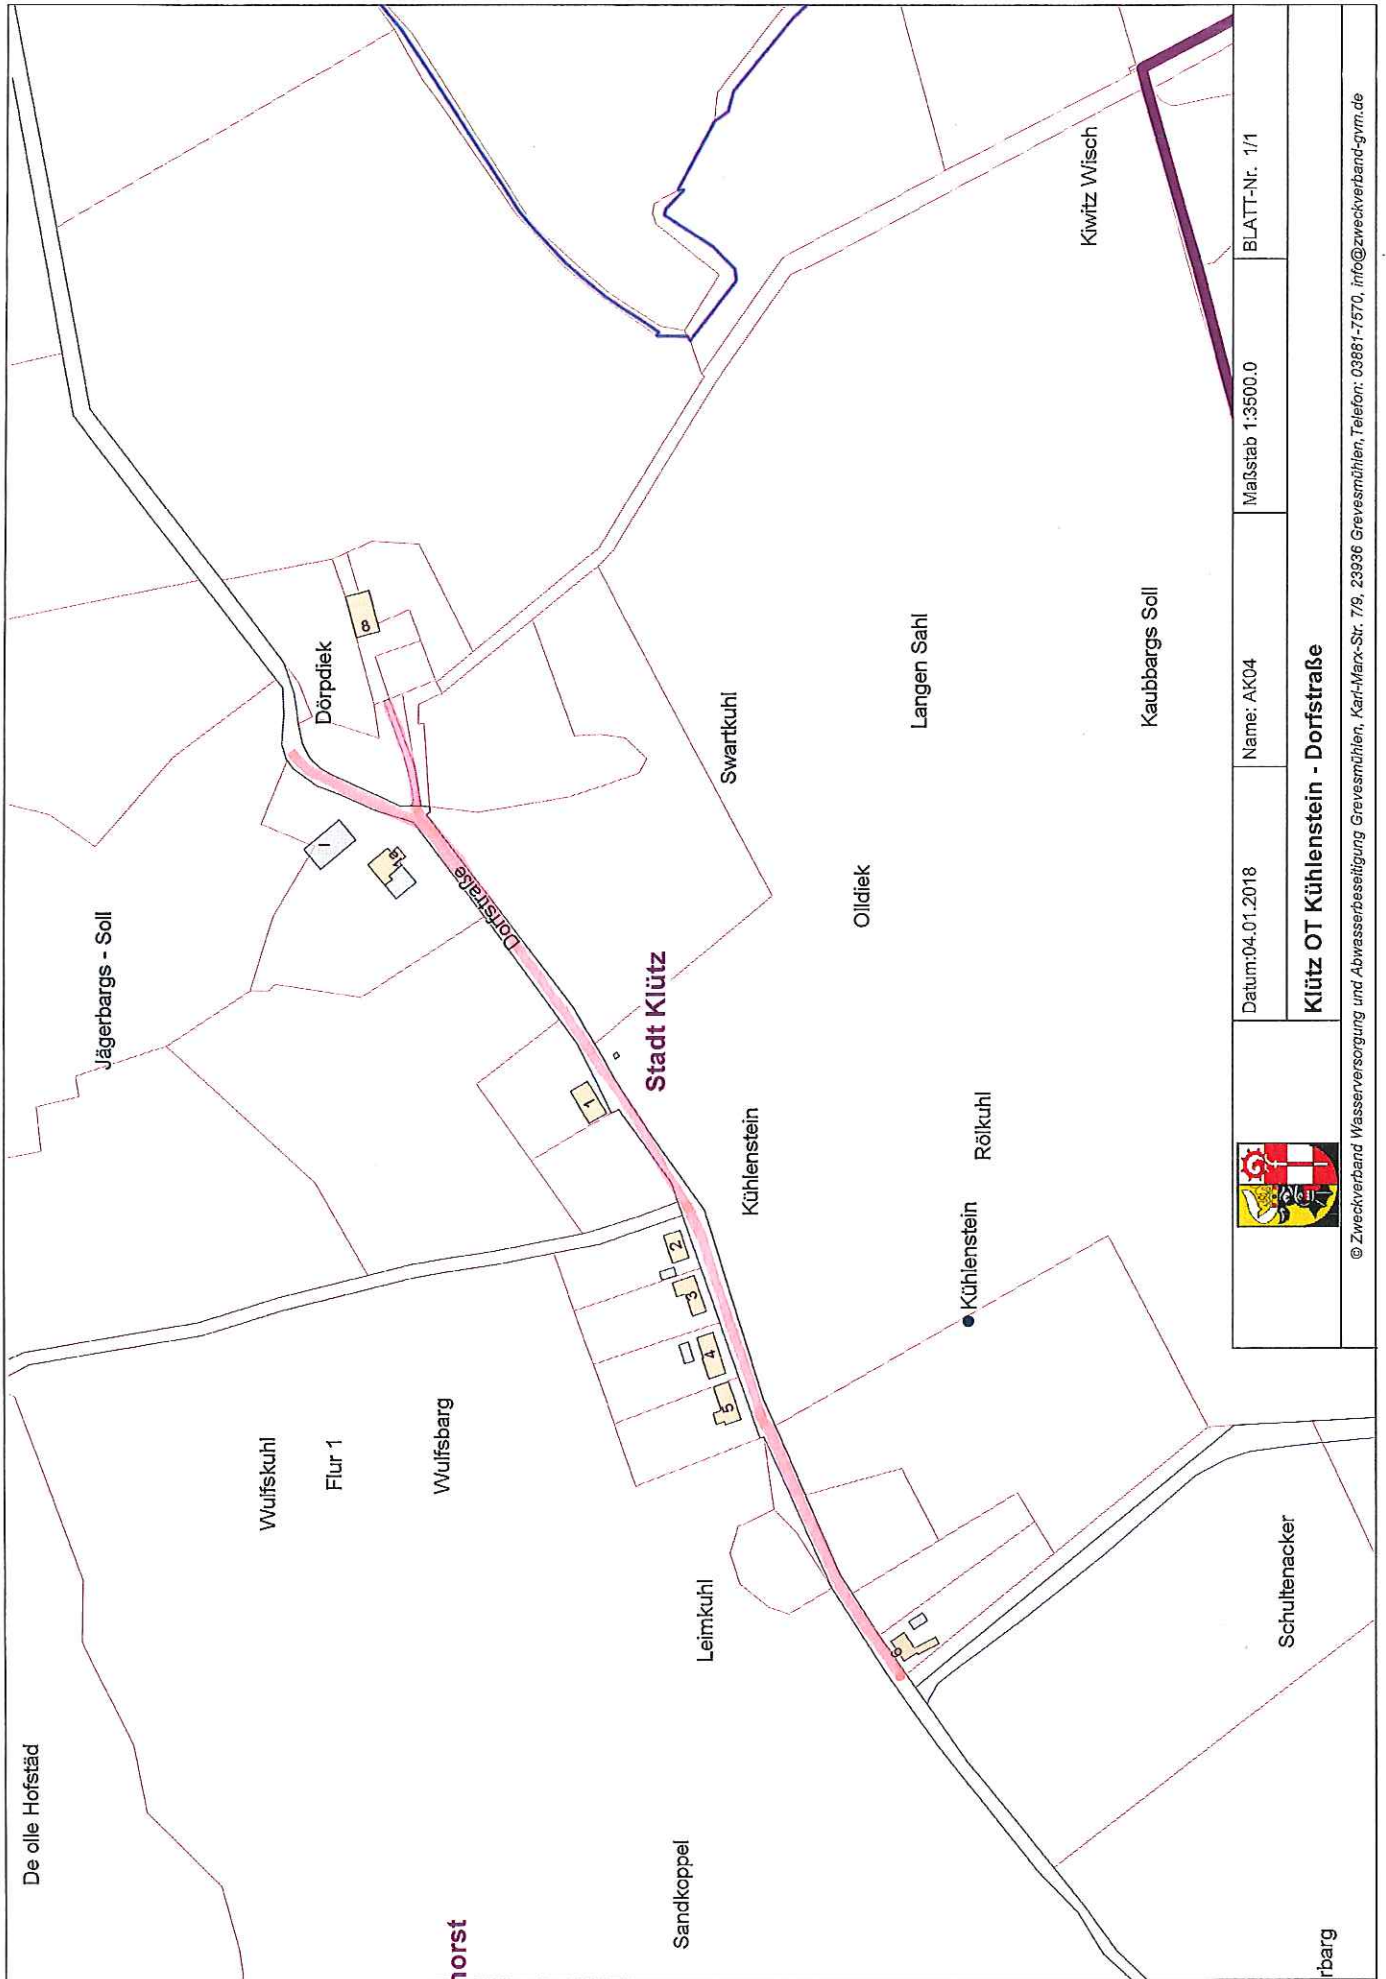 De olle Hofstäd
Jägerbargs - Soll
Wulfskuhl
Flur 1
Wulfsbarg
Dörpdiek
8
I
1a
Dorfstraße
horst
Sandkoppel
Leimkuhl
1
2
3
4
5
6
Stadt Klütz
Kühlenstein
Swartkuhl
Olldiek
Langen Sahl
Kiwitz Wisch
Kühlenstein
Rölkuhl
Kaubbargs Soll
Schultenacker
rbarg
Datum:04.01.2018
Name: AK04
Maßstab 1:3500.0
BLATT-Nr. 1/1
Klütz OT Kühlenstein - Dorfstraße
© Zweckverband Wasserversorgung und Abwasserbeseitigung Grevesmühlen, Karl-Marx-Str. 7/9, 23936 Grevesmühlen,Telefon: 03881-7570, info@zweckverband-gvm.de